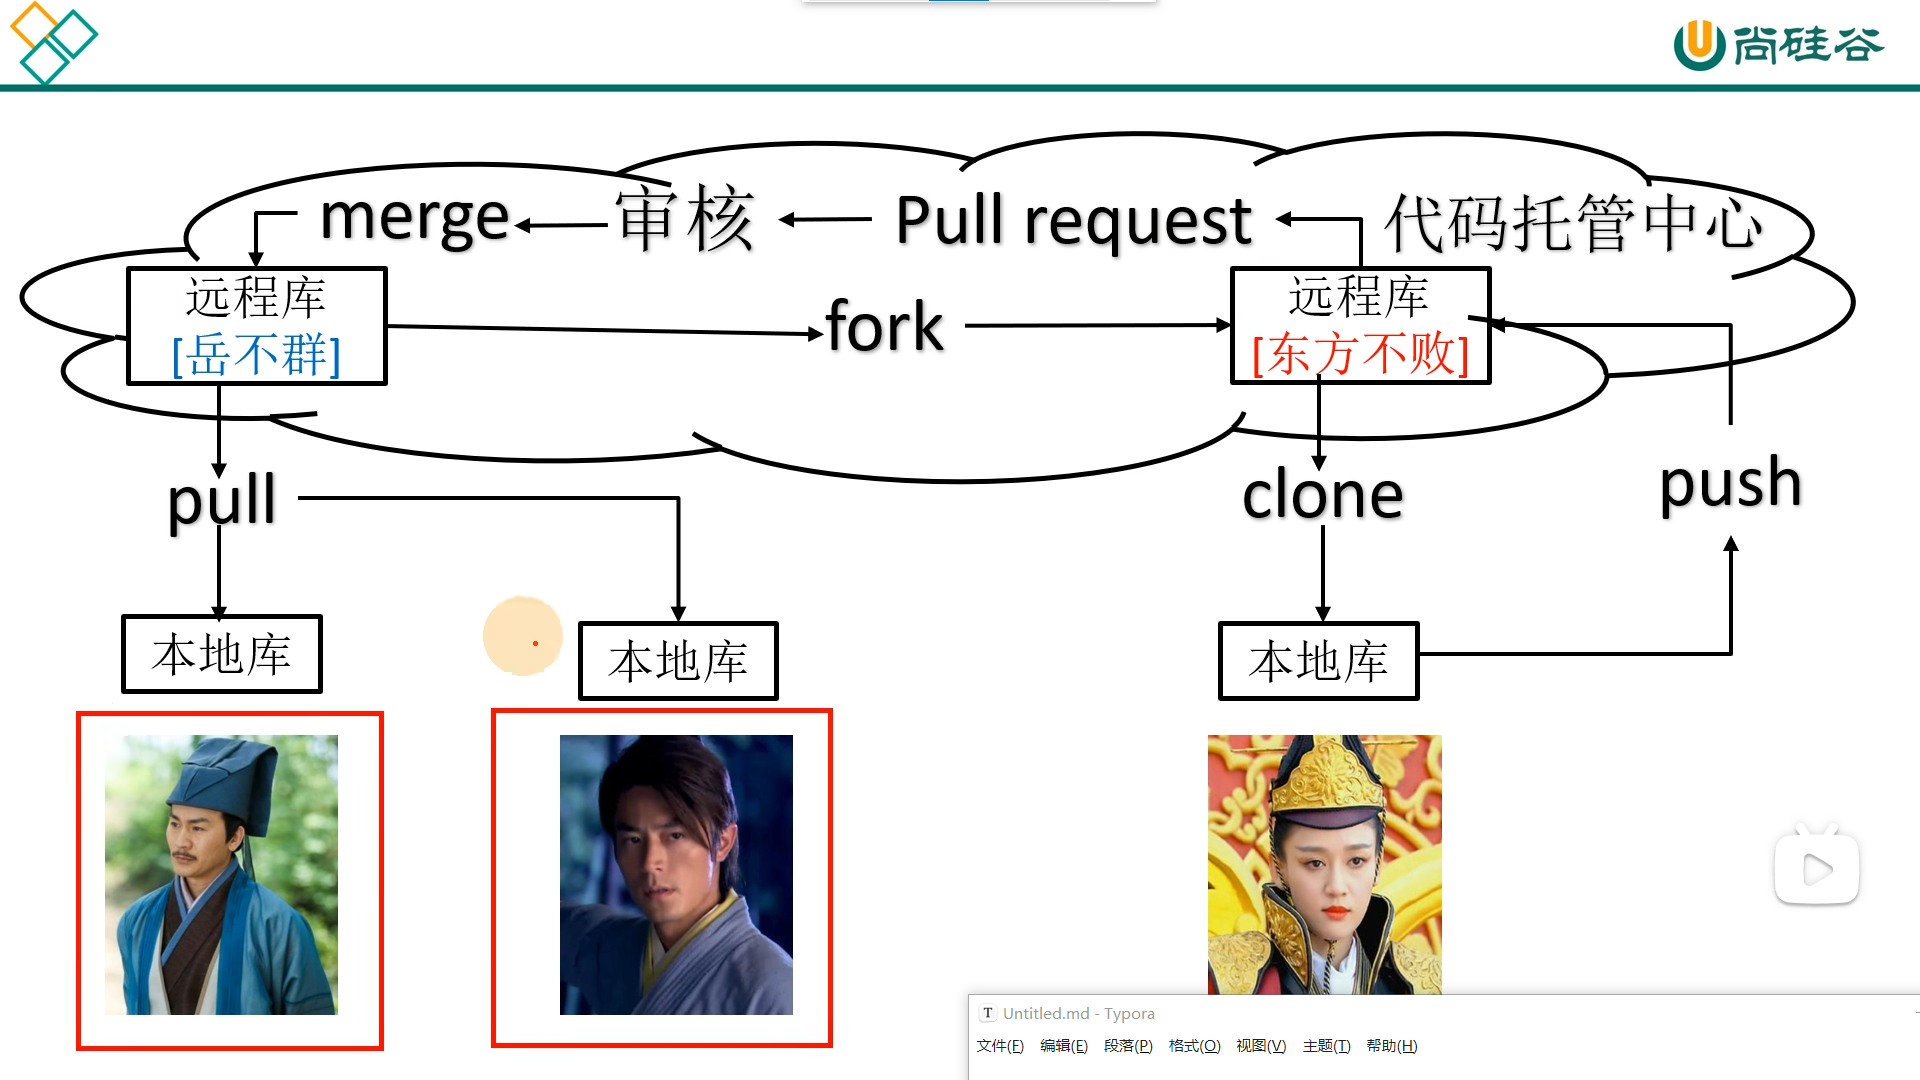 尚硅谷
merge
审核
Pull request
代码托管中心
远程库
[岳不群]
fork
远程库
[东方不败]
pull
clone
push
本地库
本地库
本地库
T Untitled.md - Typora
文件(F) 编辑(E) 段落(P) 格式(O) 视图(V) 主题(T) 帮助(H)